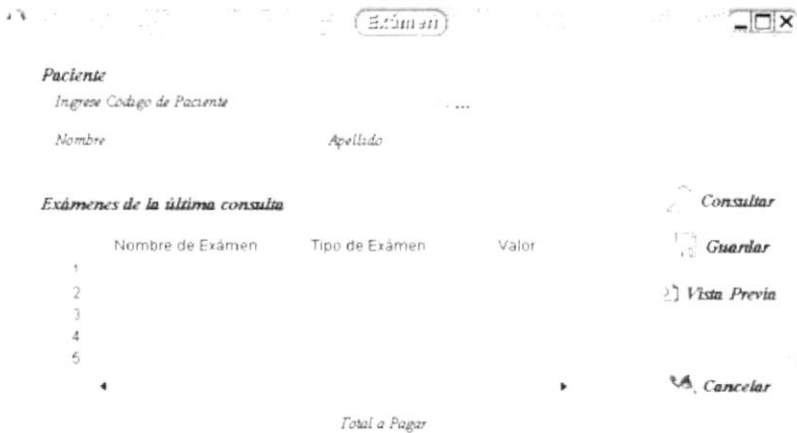 Exámen
Paciente
Ingrese Codigo de Paciente ...
Nombre Apellido
Exámenes de la última consulta
Consultar
Nombre de Exámen Tipo de Exámen Valor
Guardar
1
2
Vista Previa
3
4
5
Cancelar
Total a Pagar